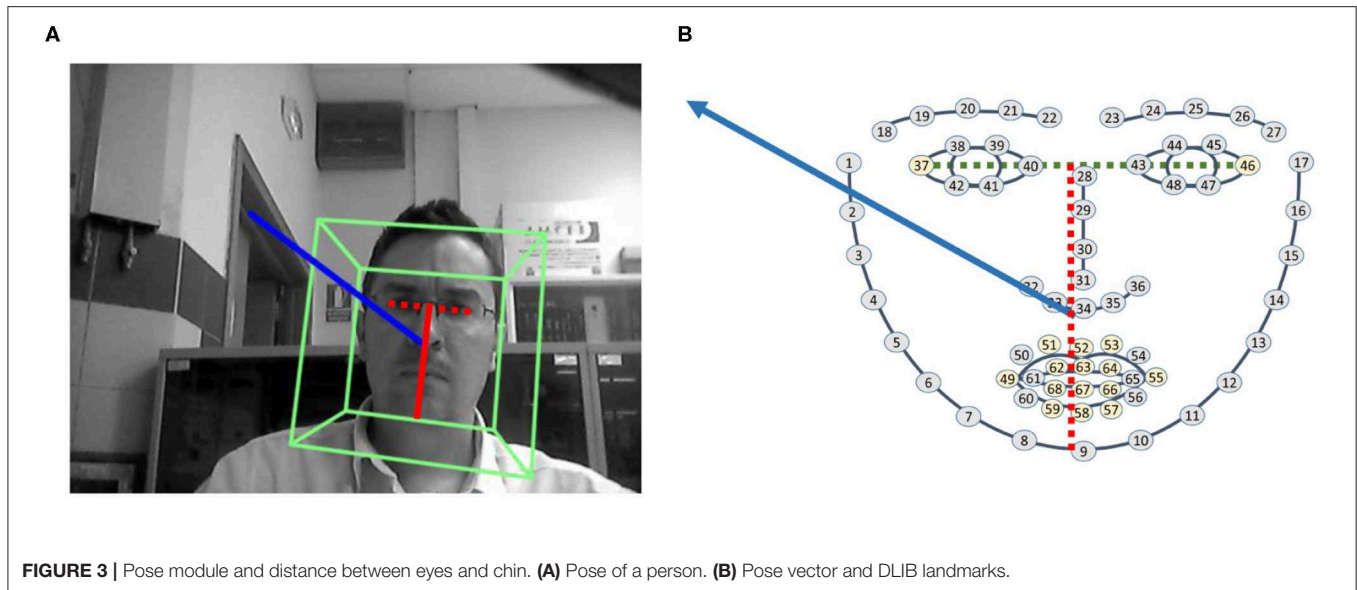 A
B
18 19 20 21 22 23 24 25 26 27
1 37 38 39 40 41 42 43 44 45 46 47 48 17
28
2 29 16
3 30 15
31
32 33 34 35 36
4 14
5 13
50 51 52 53 54
49 61 62 63 64 65 55
60 68 67 66 56
59 58 57
6 12
7 11
8 9 10
FIGURE 3 | Pose module and distance between eyes and chin. (A) Pose of a person. (B) Pose vector and DLIB landmarks.